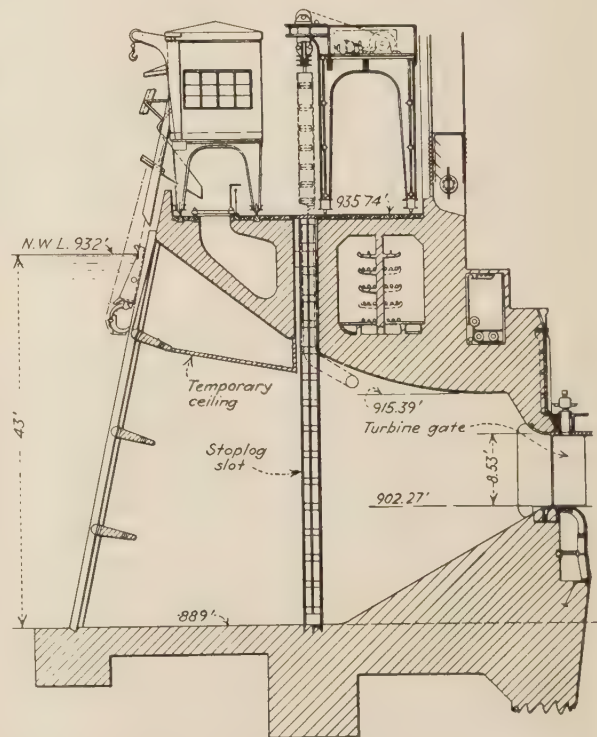 935.74'
N.W.L. 932'
43'
Temporary
ceiling
915.39'
Turbine gate
Stoplog
slot
8.53'
902.27'
889'